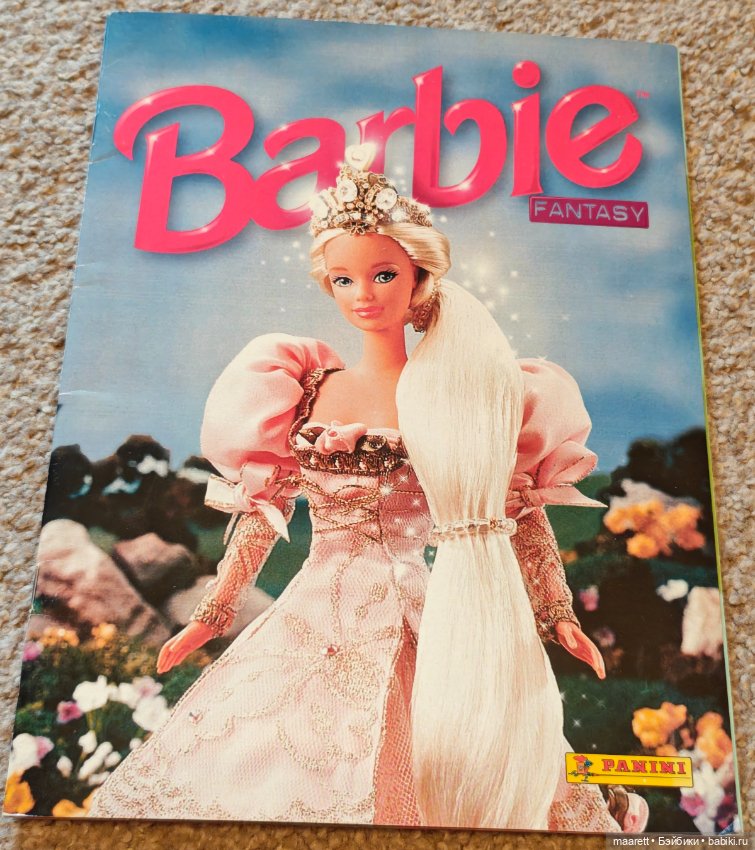 Barbie™
FANTASY
PANINI
maarett • Бэйбики • babiki.ru